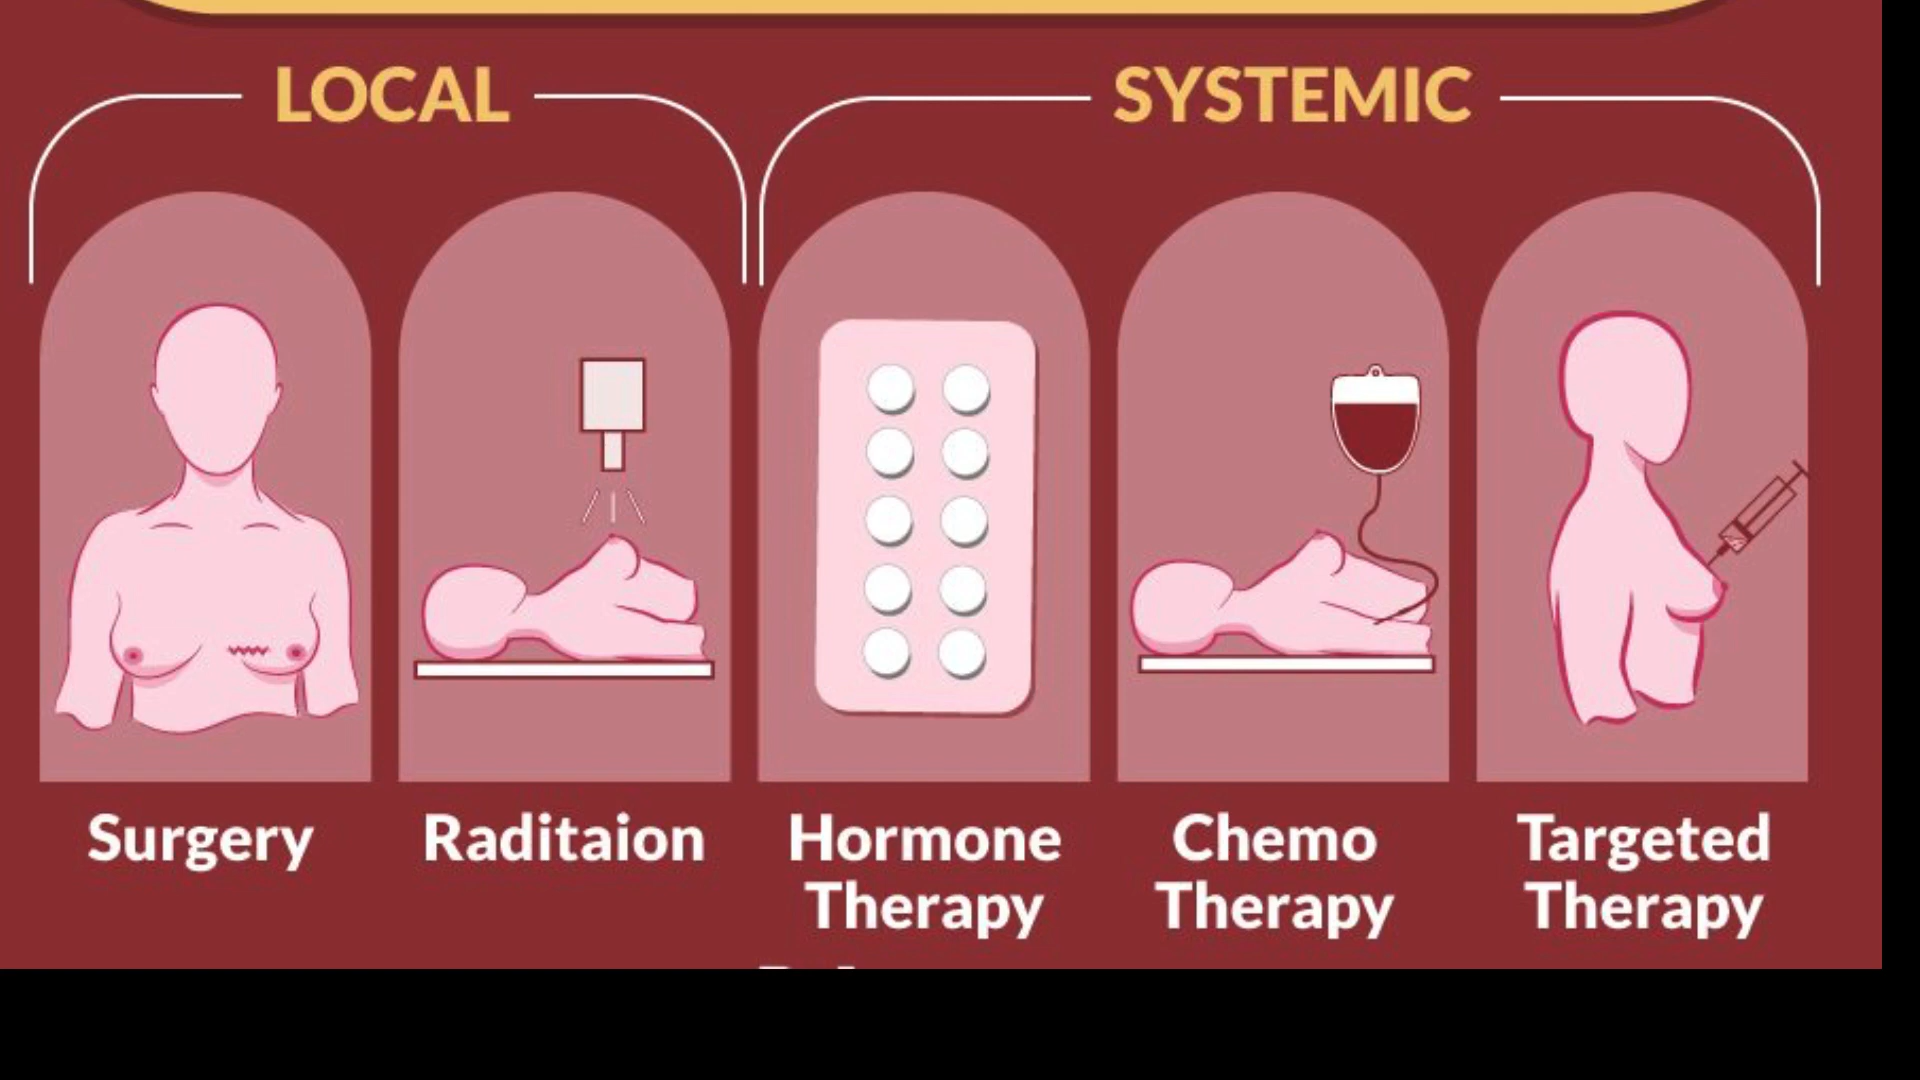 LOCAL
SYSTEMIC
Surgery
Raditaion
Hormone
Therapy
Chemo
Therapy
Targeted
Therapy